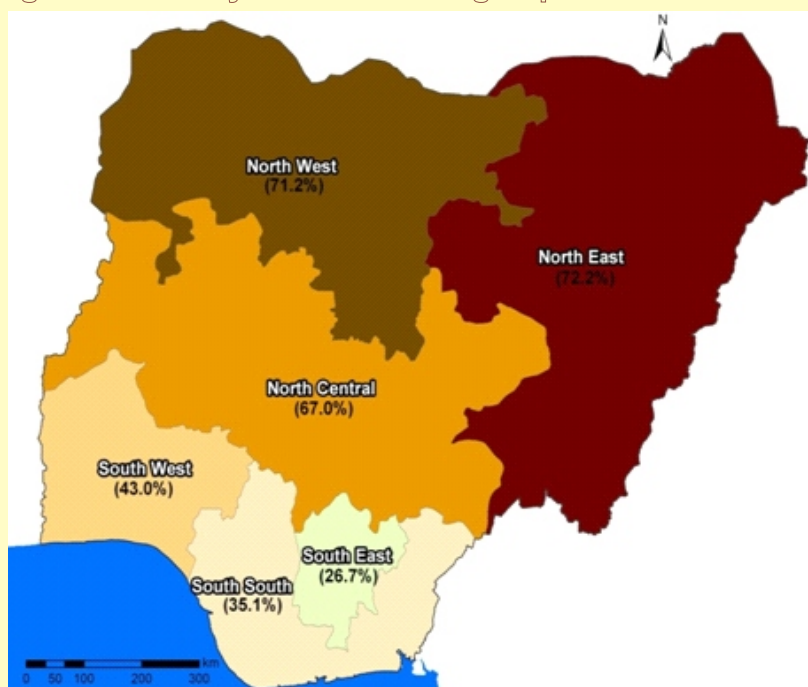 N
North West
(71.2%)
North East
(72.2%)
North Central
(67.0%)
South West
(43.0%)
South East
(26.7%)
South South
(35.1%)
km
0 50 100 200 300